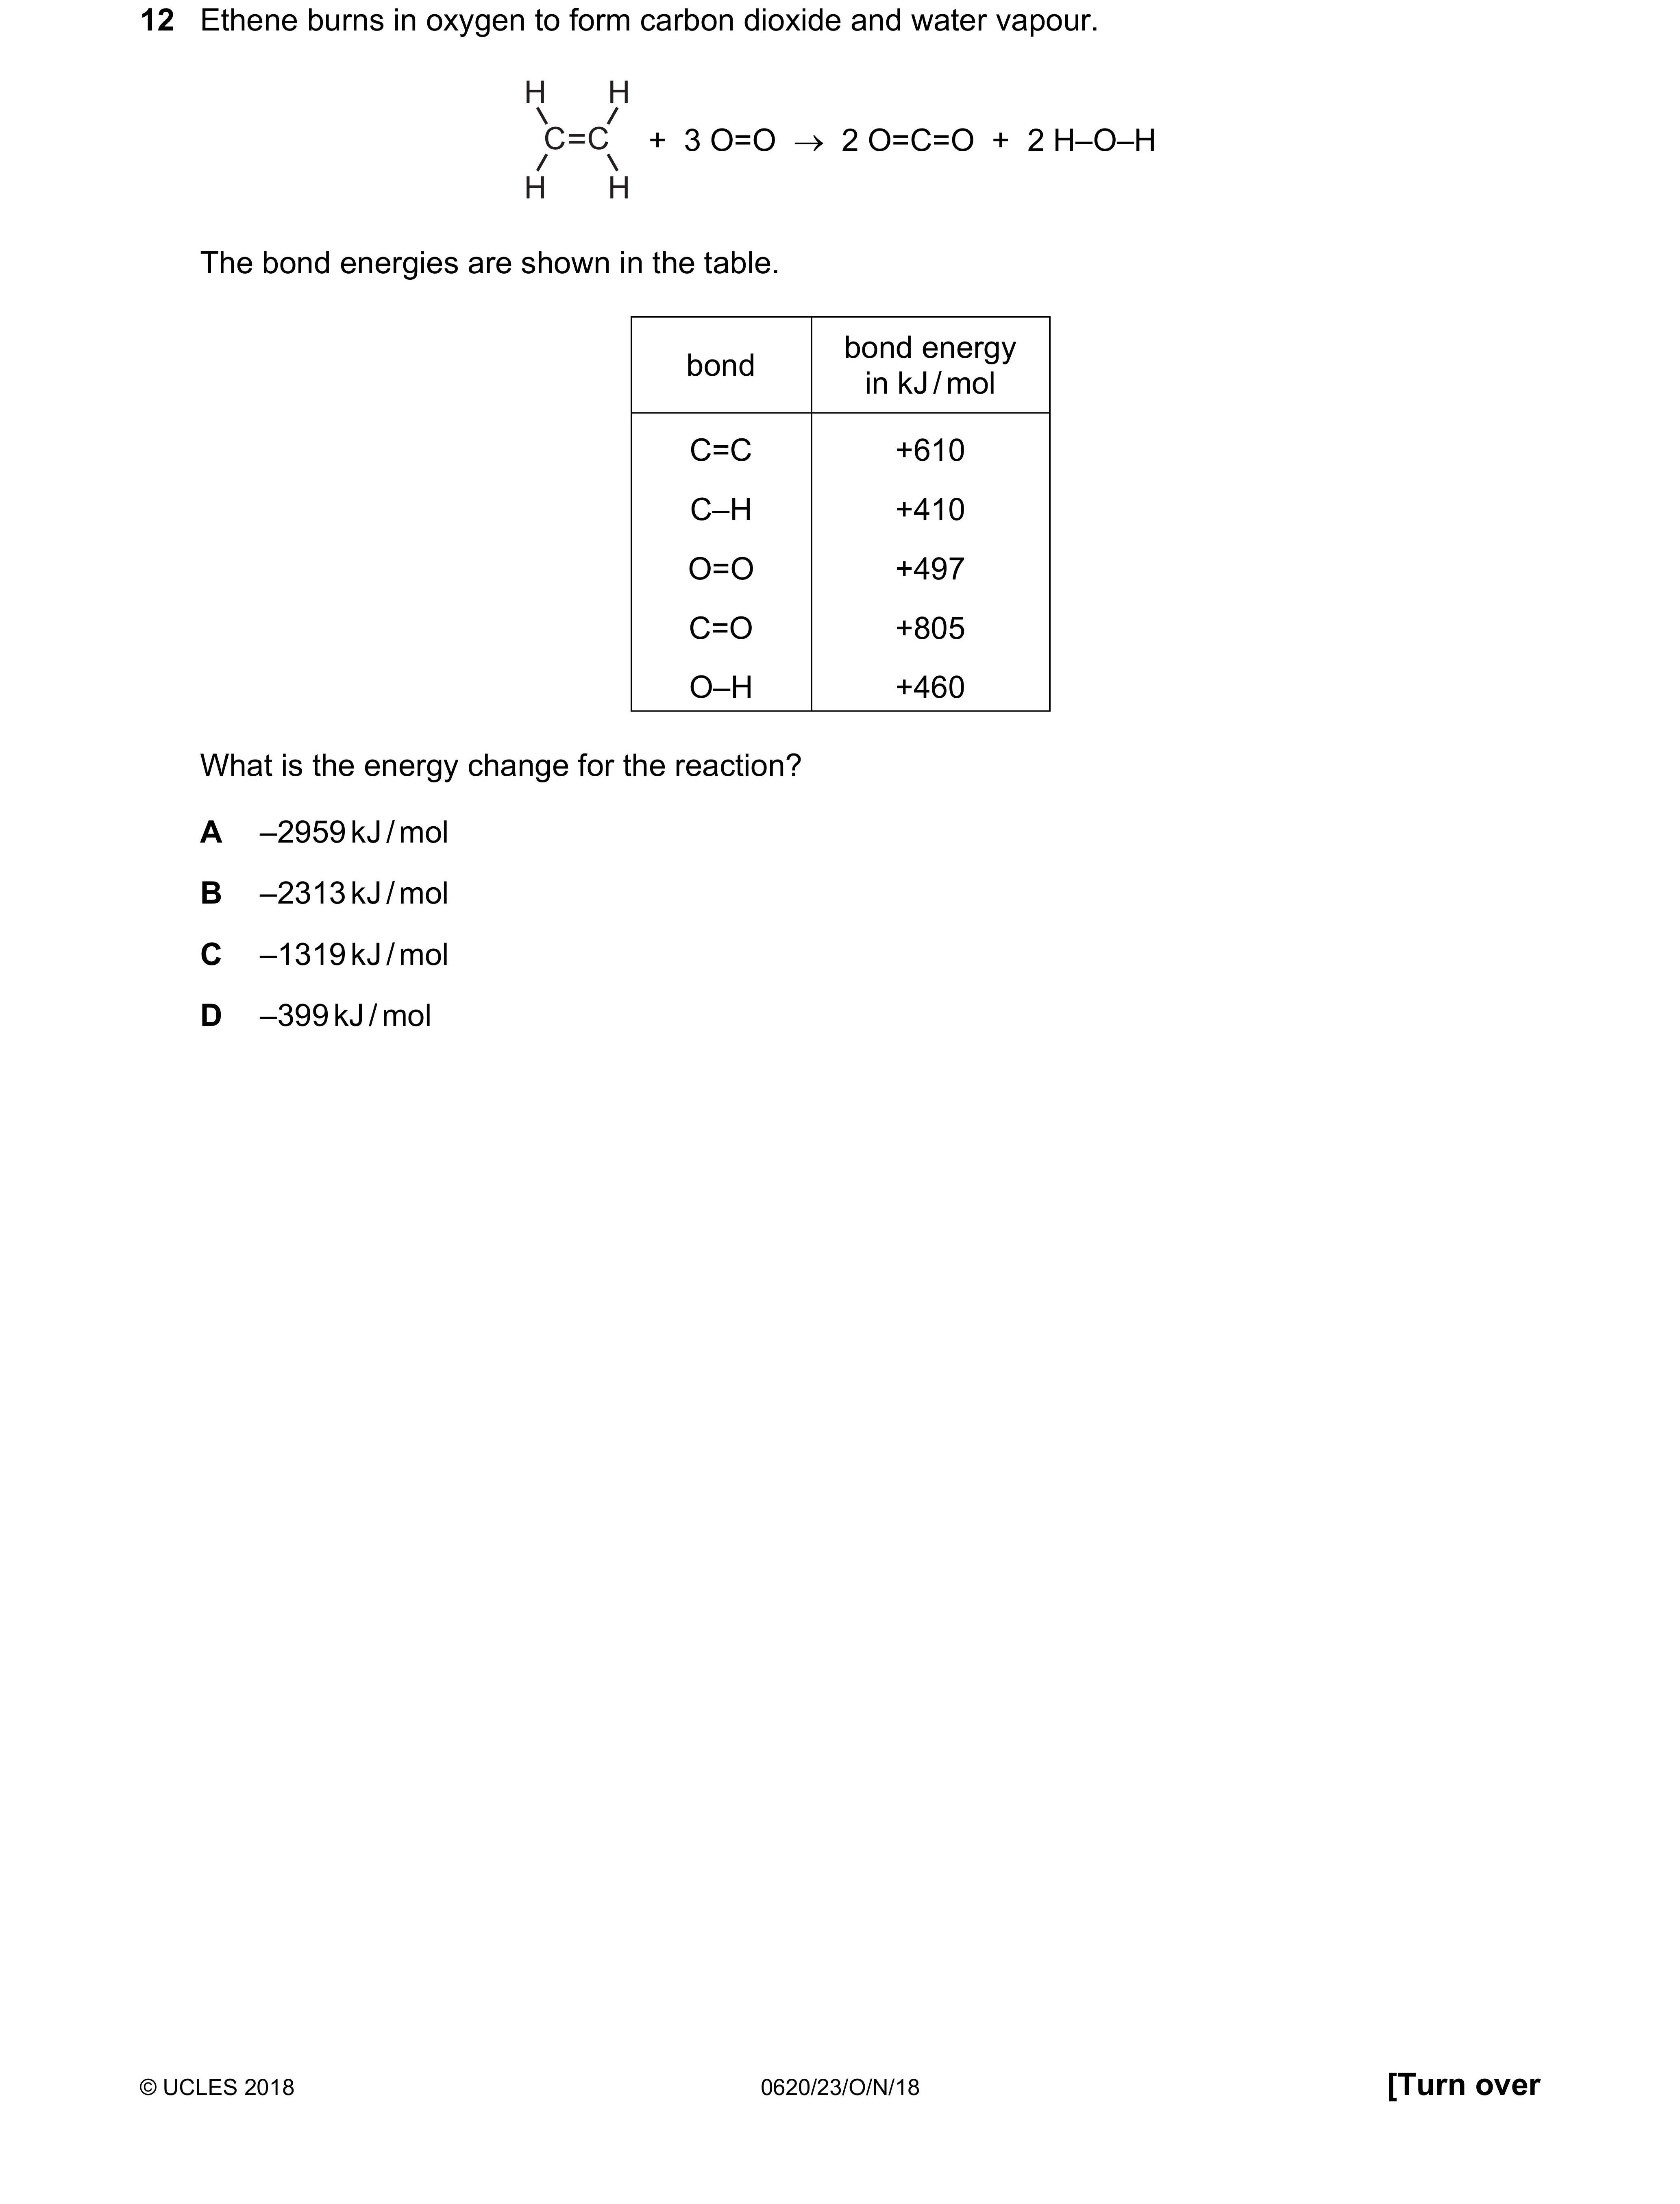 12 Ethene burns in oxygen to form carbon dioxide and water vapour.
H H
C=C + 3 O=O → 2 O=C=O + 2 H–O–H
H H
The bond energies are shown in the table.
bond bond energy in kJ / mol
C=C +610
C–H +410
O=O +497
C=O +805
O–H +460
What is the energy change for the reaction?
A –2959 kJ / mol
B –2313 kJ / mol
C –1319 kJ / mol
D –399 kJ / mol
© UCLES 2018 0620/23/O/N/18 [Turn over